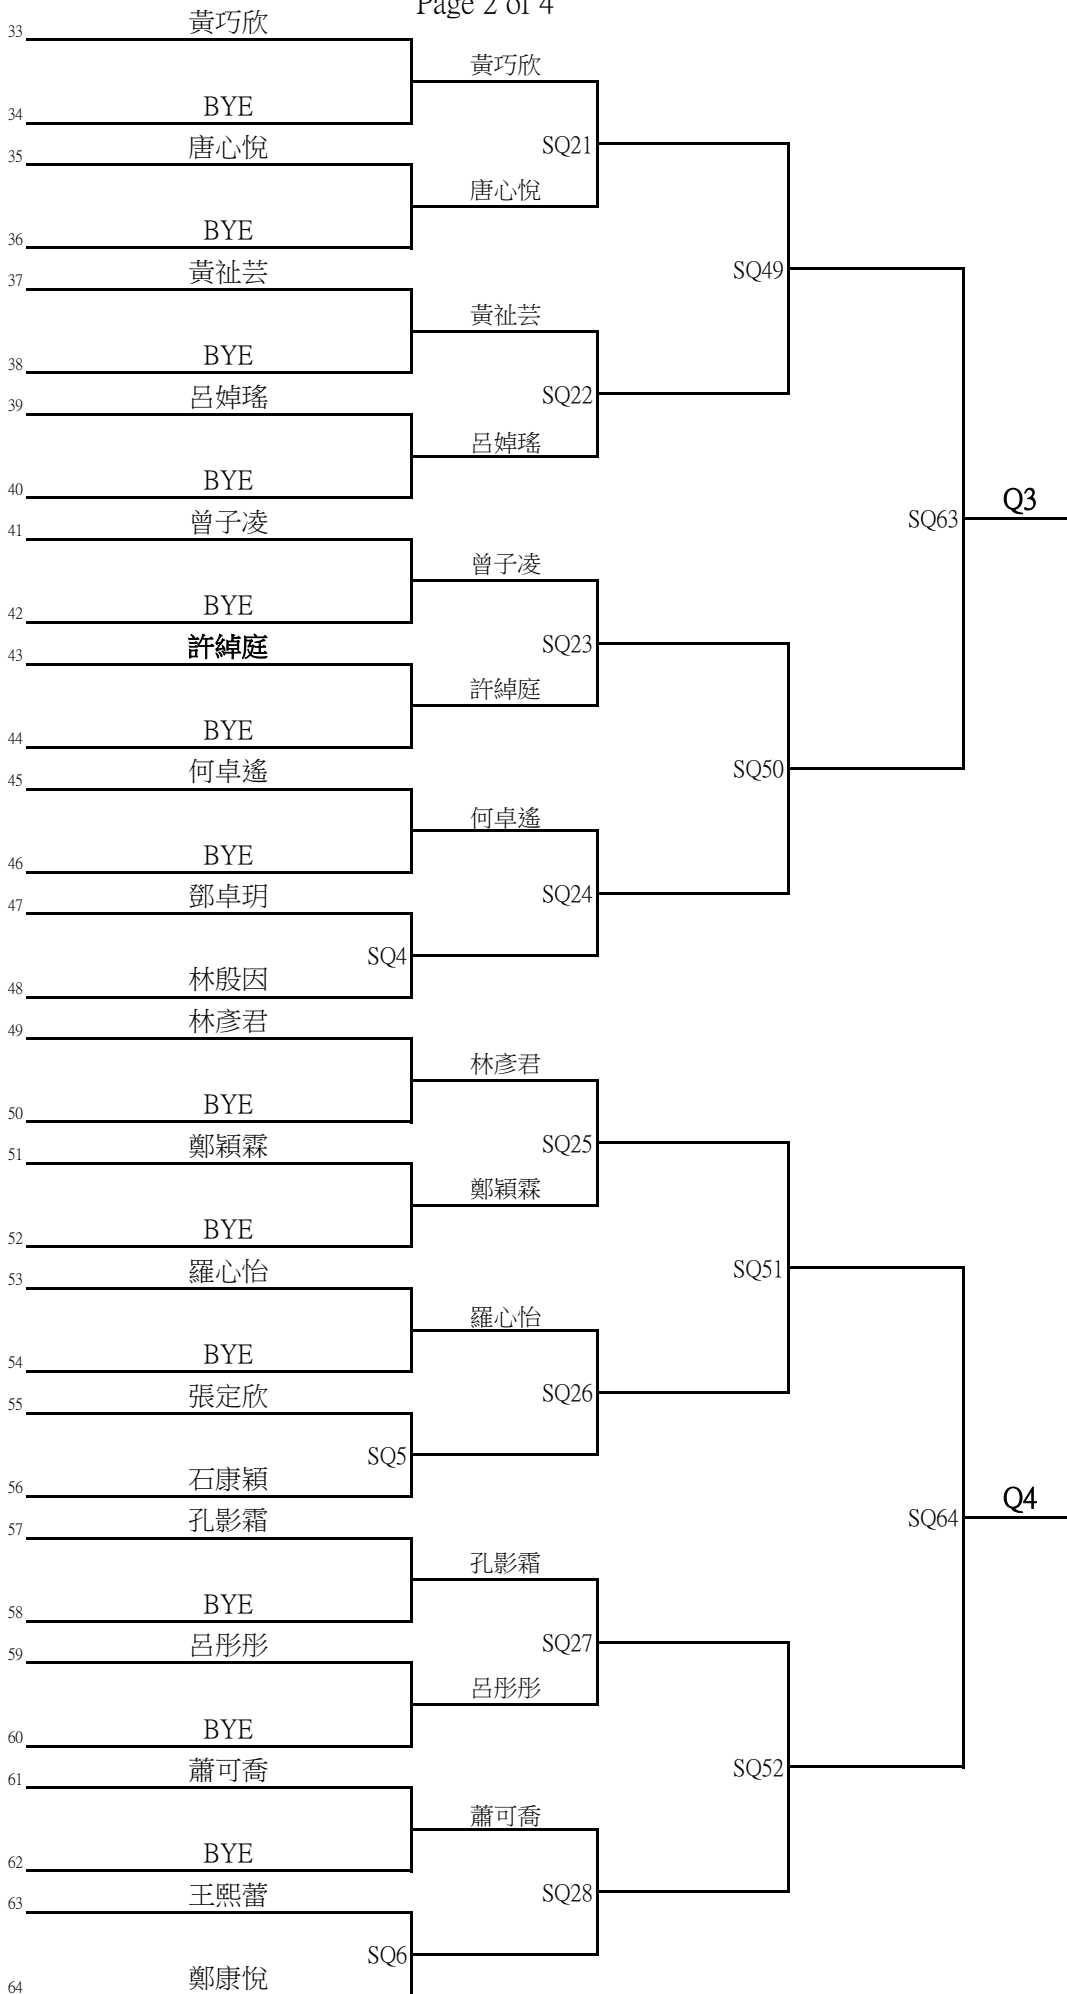 Page 2 of 4
33 黃巧欣
黃巧欣
34 BYE
SQ21
35 唐心悅
唐心悅
36 BYE
SQ49
37 黃祉芸
黃祉芸
38 BYE
SQ22
39 呂婥瑤
呂婥瑤
40 BYE
Q3
SQ63
41 曾子凌
曾子凌
42 BYE
SQ23
43 許綽庭
許綽庭
44 BYE
SQ50
45 何卓遙
何卓遙
46 BYE
SQ24
47 鄧卓玥
SQ4
48 林殷因
49 林彥君
林彥君
50 BYE
SQ25
51 鄭穎霖
鄭穎霖
52 BYE
SQ51
53 羅心怡
羅心怡
54 BYE
SQ26
55 張定欣
SQ5
56 石康穎
Q4
SQ64
57 孔影霜
孔影霜
58 BYE
SQ27
59 呂彤彤
呂彤彤
60 BYE
SQ52
61 蕭可喬
蕭可喬
62 BYE
SQ28
63 王熙蕾
SQ6
64 鄭康悅